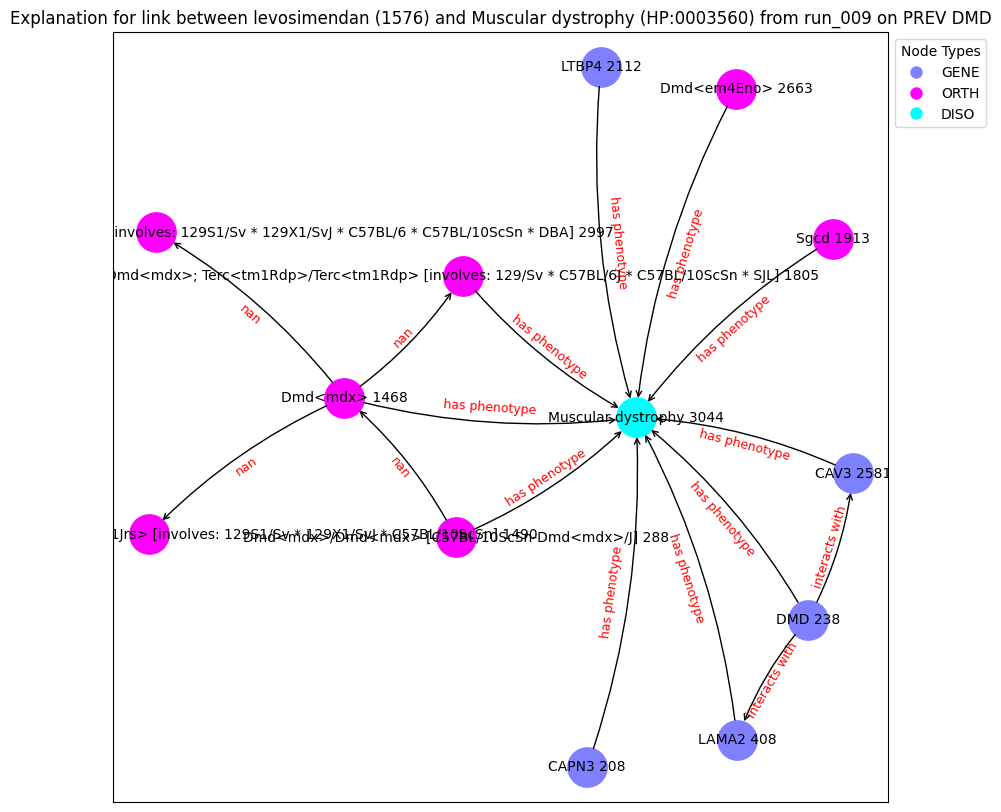 Explanation for link between levosimendan (1576) and Muscular dystrophy (HP:0003560) from run_009 on PREV DMD
Node Types
GENE
ORTH
DISO
LTBP4 2112
Dmd<em4Eno> 2663
involves: 129S1/Sv * 129X1/SvJ * C57BL/6 * C57BL/10ScSn * DBA] 2997
Sgcd 1913
Dmd<mdx>; Terc<tm1Rdp>/Terc<tm1Rdp> [involves: 129/Sv * C57BL/6J * C57BL/10ScSn * SJL] 1805
has phenotype
has phenotype
nan
nan
has phenotype
has phenotype
Dmd<mdx> 1468
has phenotype
Muscular dystrophy 3044
has phenotype
nan
nan
has phenotype
CAV3 2581
has phenotype
1Jrs> [involves: 129S1/Sv * 129X1/SvJ * C57BL/10ScSn] 1490
Dmd<mdx>/Dmd<mdx> [C57BL/10ScSn-Dmd<mdx>/J] 288
interacts with
has phenotype
has phenotype
DMD 238
interacts with
LAMA2 408
CAPN3 208